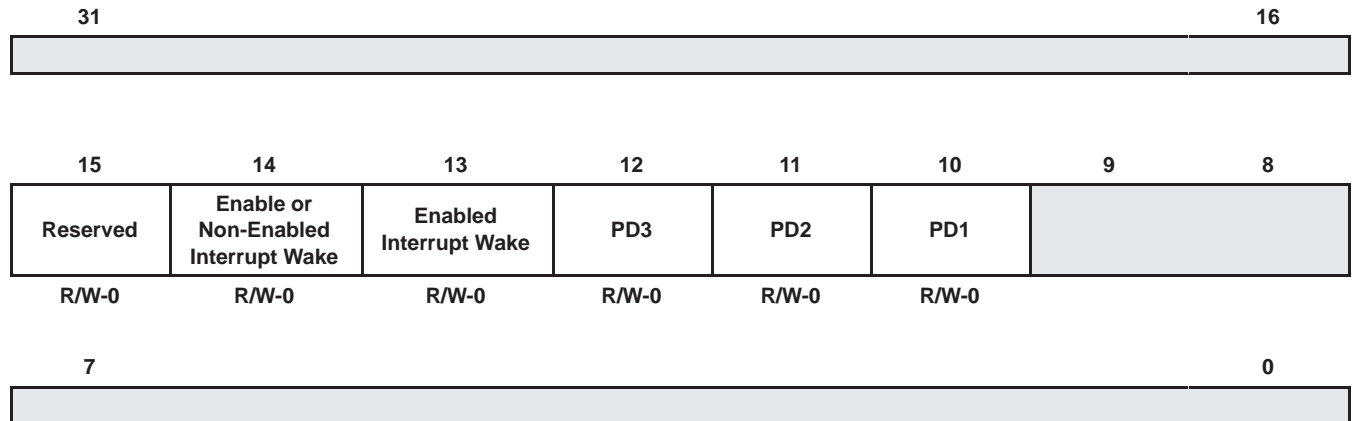 31 16
15 14 13 12 11 10 9 8
Reserved
Enable or
Non-Enabled
Interrupt Wake
Enabled
Interrupt Wake
PD3
PD2
PD1
R/W-0 R/W-0 R/W-0 R/W-0 R/W-0 R/W-0
7 0